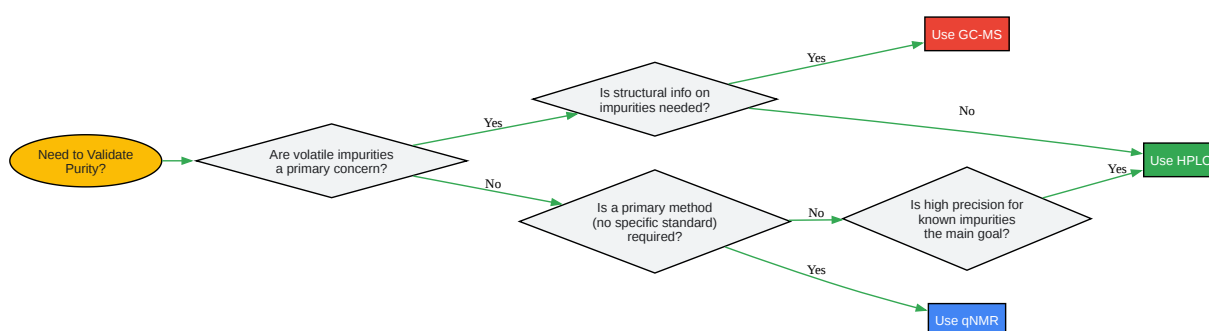 Need to Validate
Purity?
Are volatile impurities
a primary concern?
Yes
No
Is structural info on
impurities needed?
Yes
No
Use GC-MS
Is a primary method
(no specific standard)
required?
No
Yes
Is high precision for
known impurities
the main goal?
Yes
Use HPLC
Use qNMR